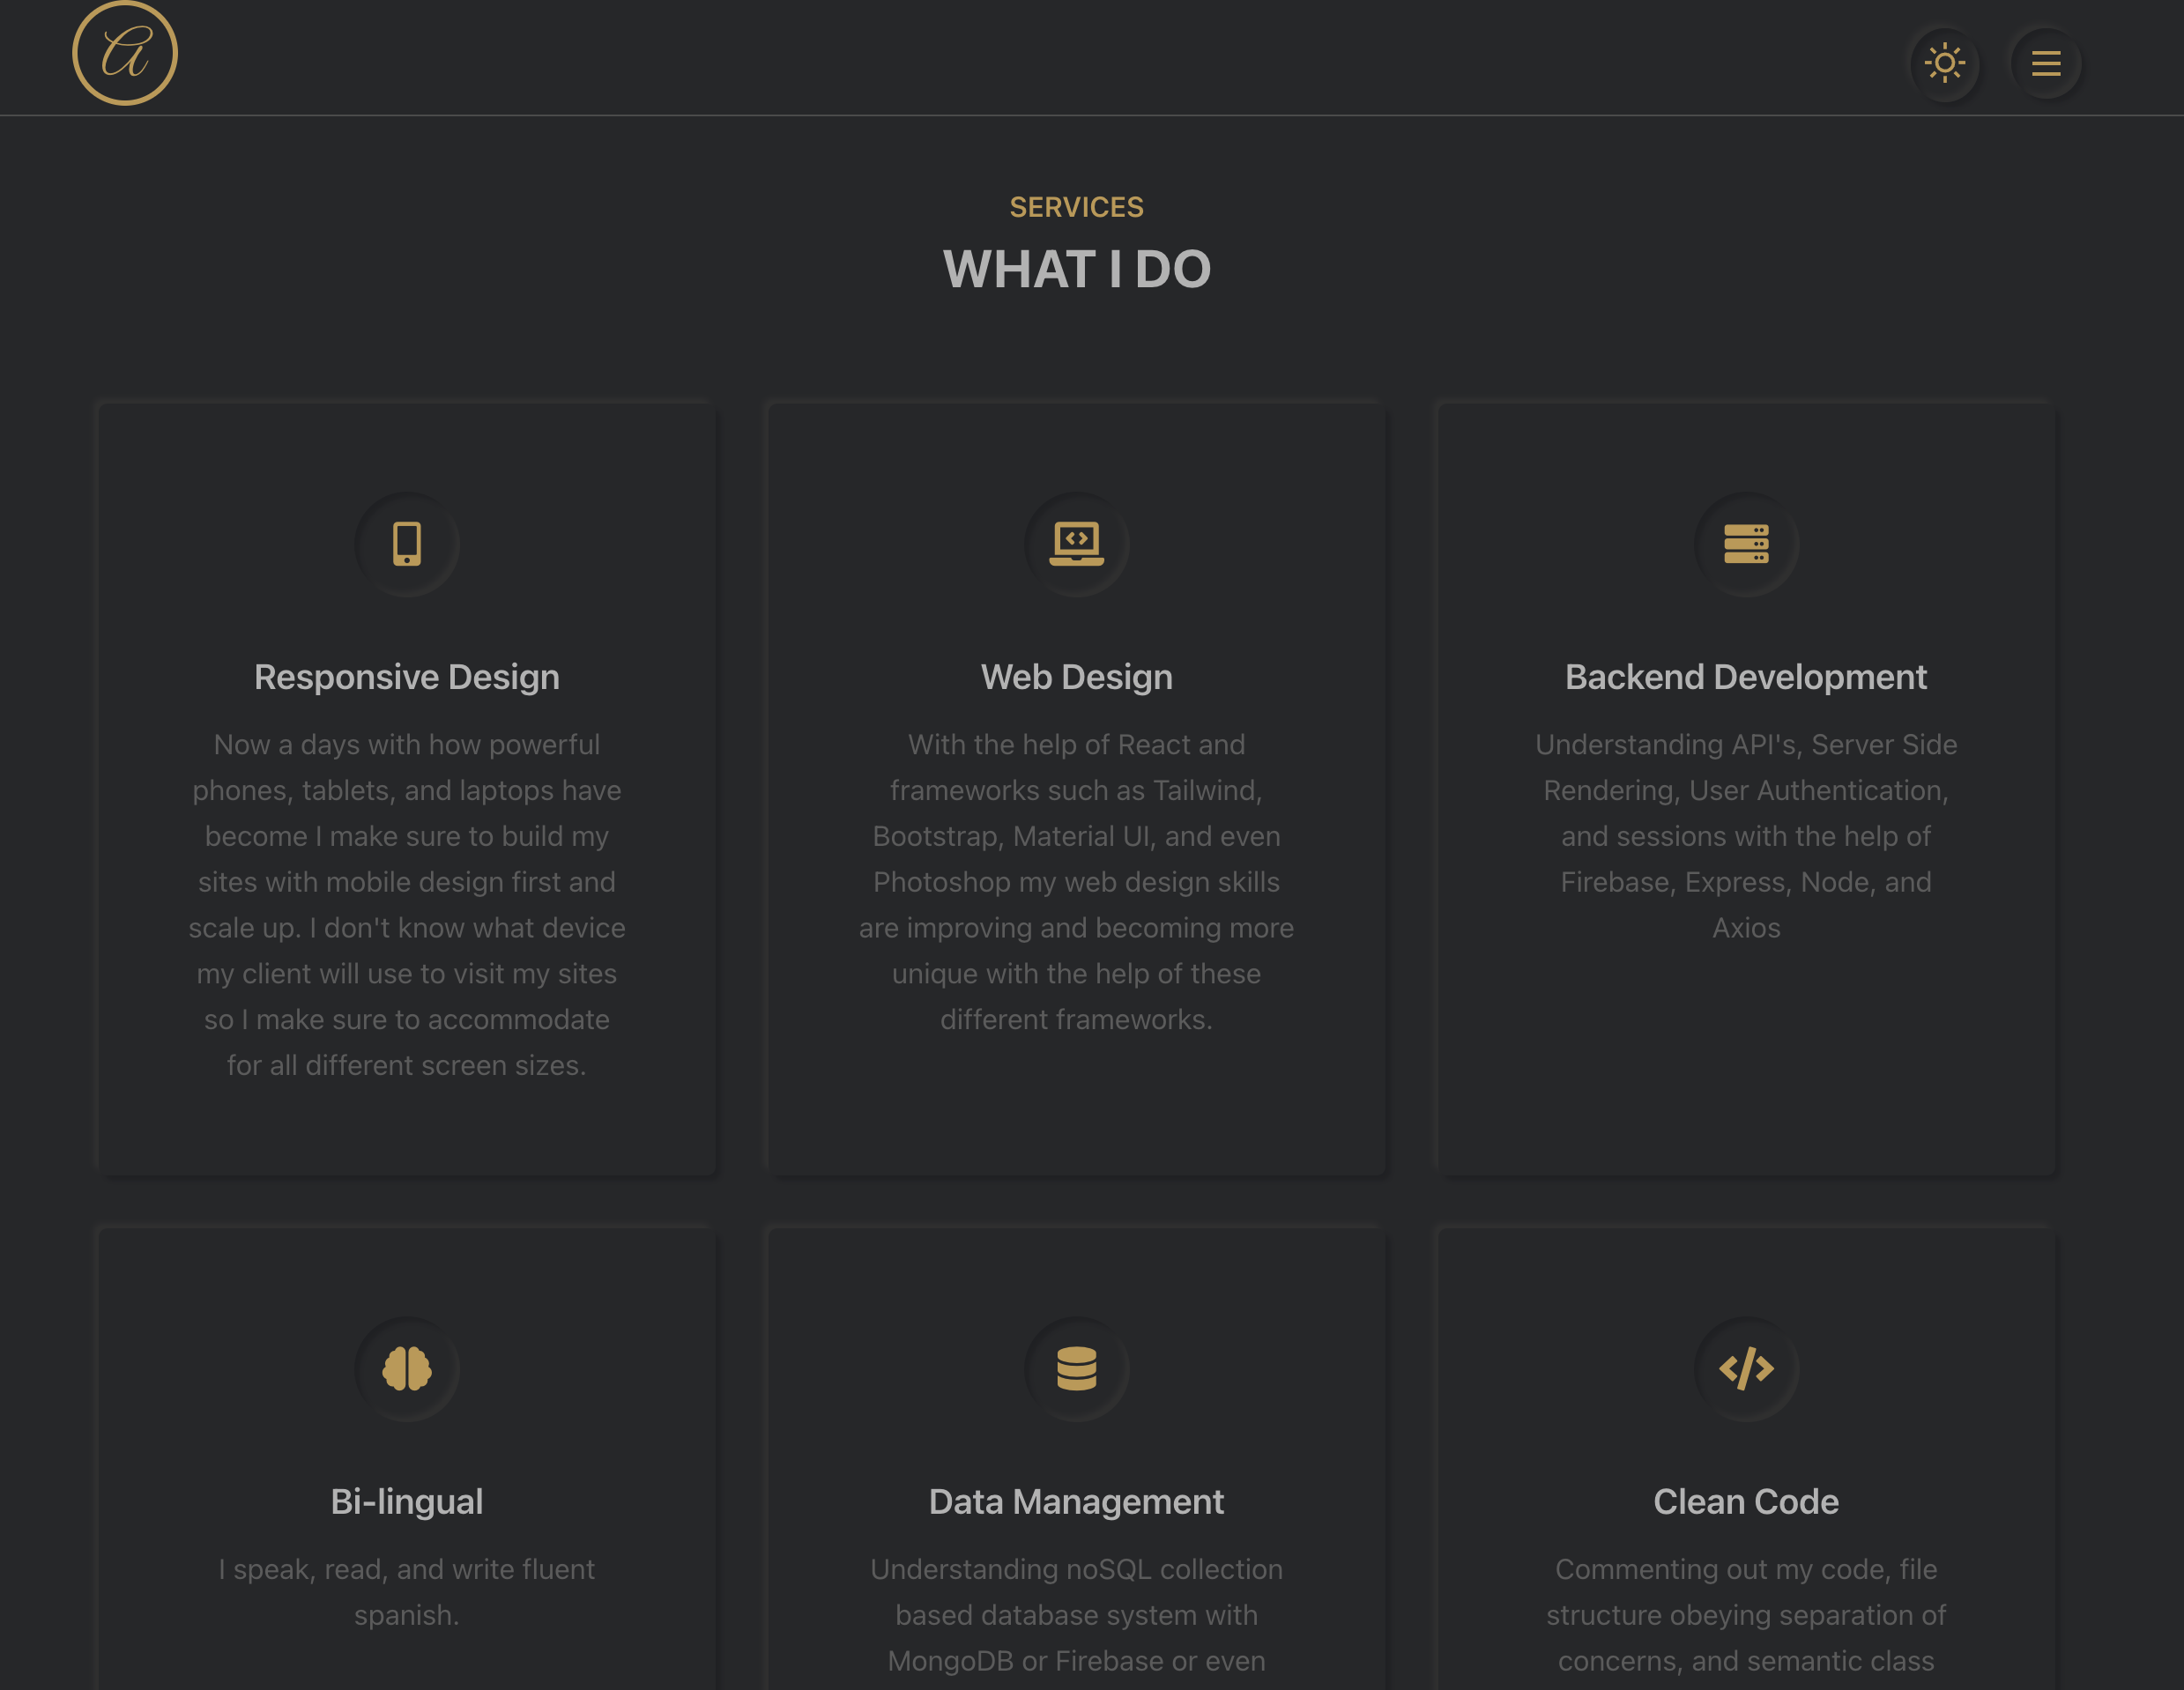 a
SERVICES
WHAT I DO
Responsive Design
Now a days with how powerful
phones, tablets, and laptops have
become I make sure to build my
sites with mobile design first and
scale up. I don't know what device
my client will use to visit my sites
so I make sure to accommodate
for all different screen sizes.
Web Design
With the help of React and
frameworks such as Tailwind,
Bootstrap, Material UI, and even
Photoshop my web design skills
are improving and becoming more
unique with the help of these
different frameworks.
Backend Development
Understanding API's, Server Side
Rendering, User Authentication,
and sessions with the help of
Firebase, Express, Node, and
Axios
Bi-lingual
I speak, read, and write fluent
spanish.
Data Management
Understanding noSQL collection
based database system with
MongoDB or Firebase or even
Clean Code
Commenting out my code, file
structure obeying separation of
concerns, and semantic class